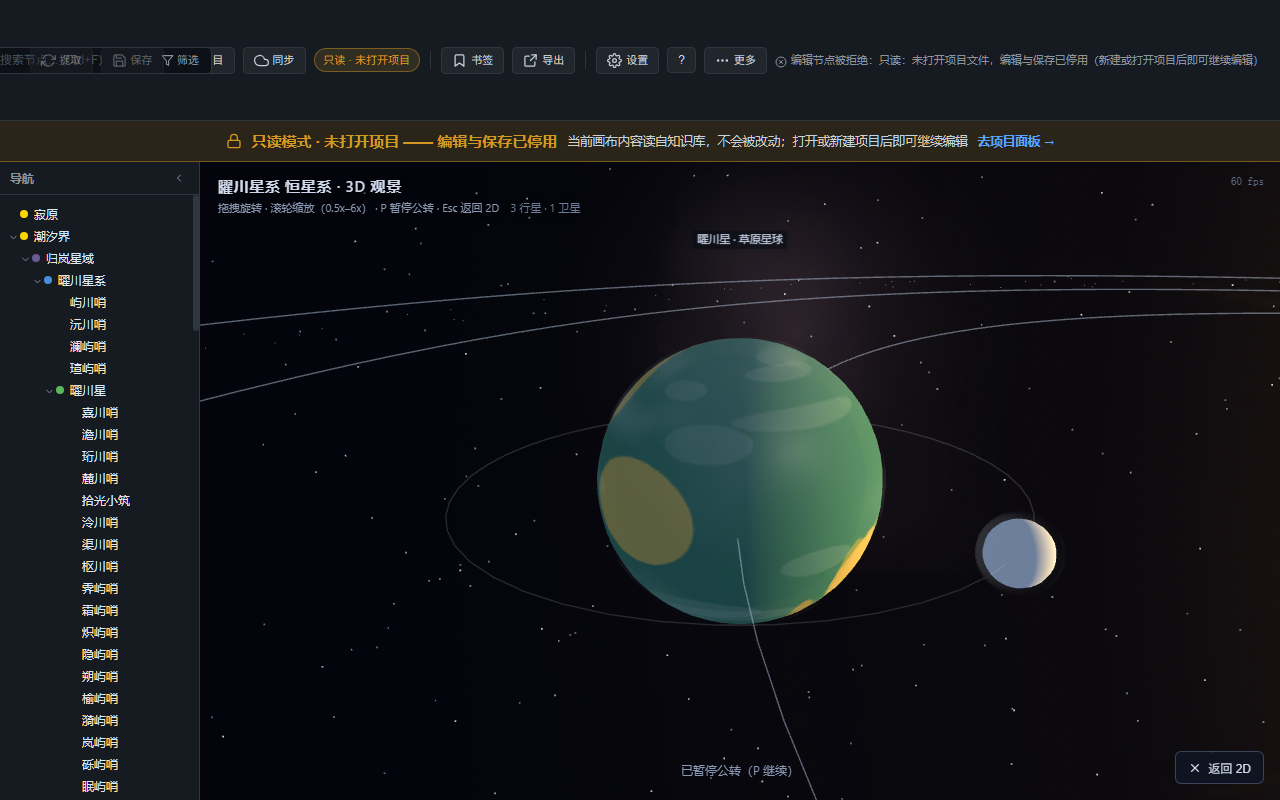 搜索节点 (Ctrl+F) 提取 保存 筛选 目 同步 只读 · 未打开项目 书签 导出 设置 ? 更多 编辑节点被拒绝：只读：未打开项目文件，编辑与保存已停用（新建或打开项目后即可继续编辑）
只读模式 · 未打开项目 —— 编辑与保存已停用 当前画布内容读自知识库，不会被改动；打开或新建项目后即可继续编辑 去项目面板 →
导航
寂原
潮汐界
归岚星域
曜川星系
屿川哨
沅川哨
澜屿哨
瑄屿哨
曜川星
熹川哨
澹川哨
珩川哨
麓川哨
拾光小筑
泠川哨
渠川哨
枢川哨
霁屿哨
霜屿哨
炽屿哨
隐屿哨
朔屿哨
榆屿哨
漪屿哨
岚屿哨
砾屿哨
眠屿哨
曜川星系 恒星系 · 3D 观景
拖拽旋转 · 滚轮缩放（0.5x–6x） · P 暂停公转 · Esc 返回 2D 3 行星 · 1 卫星
60 fps
曜川星 · 草原星球
已暂停公转（P 继续）
× 返回 2D